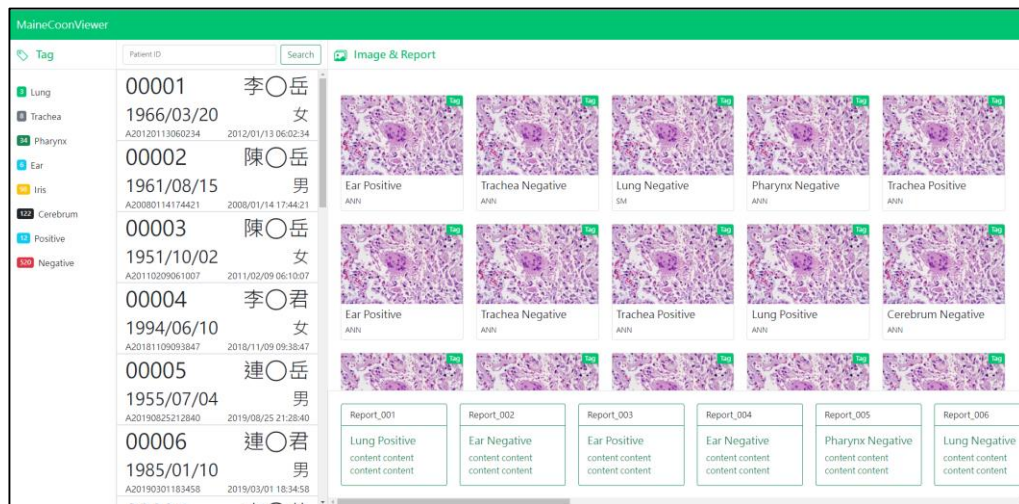 MaineCoonViewer
Tag
3 Lung
8 Trachea
34 Pharynx
6 Ear
50 Iris
122 Cerebrum
12 Positive
520 Negative
Patient ID
Search
00001 李◯岳
1966/03/20 女
A20120113060234 2012/01/13 06:02:34
00002 陳◯岳
1961/08/15 男
A20080114174421 2008/01/14 17:44:21
00003 陳◯岳
1951/10/02 女
A20110209061007 2011/02/09 06:10:07
00004 李◯君
1994/06/10 女
A20181109093847 2018/11/09 09:38:47
00005 連◯岳
1955/07/04 男
A20190825212840 2019/08/25 21:28:40
00006 連◯君
1985/01/10 男
A20190301183458 2019/03/01 18:34:58
Image & Report
Tag Tag Tag Tag Tag
Ear Positive Trachea Negative Lung Negative Pharynx Negative Trachea Positive
ANN ANN SM ANN ANN
Tag Tag Tag Tag Tag
Ear Positive Trachea Negative Trachea Positive Lung Positive Cerebrum Negative
ANN ANN ANN ANN ANN
Tag Tag Tag Tag Tag
Report_001 Report_002 Report_003 Report_004 Report_005 Report_006
Lung Positive Ear Negative Ear Positive Ear Negative Pharynx Negative Lung Negative
content content content content content content content content content content content content
content content content content content content content content content content content content